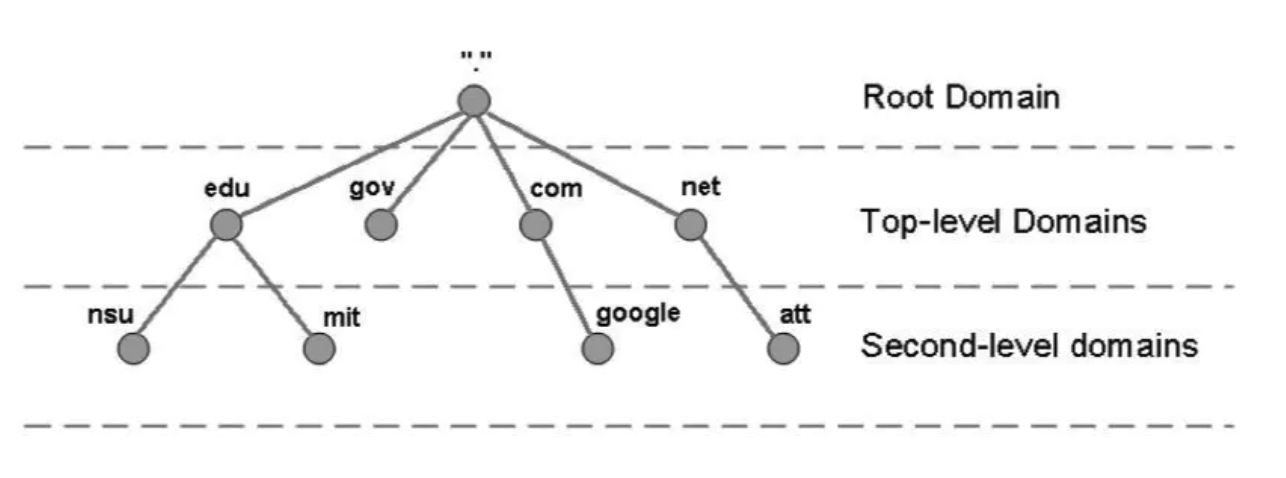 "."
Root Domain
edu gov com net
Top-level Domains
nsu mit google att
Second-level domains